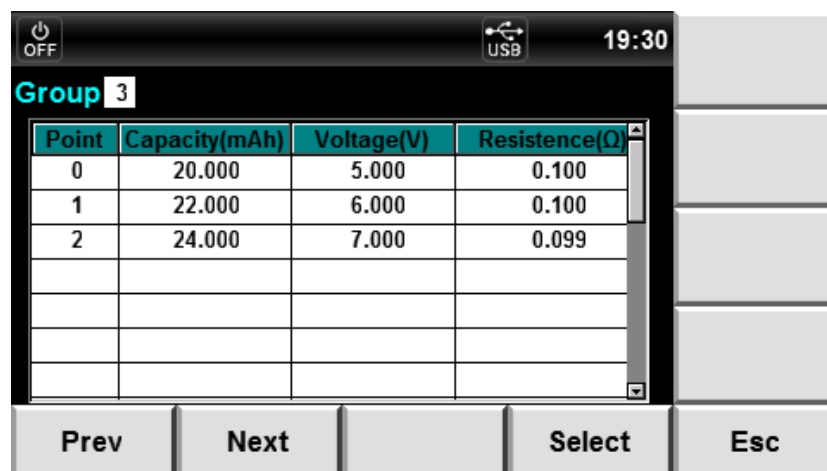 OFF USB 19:30
Group 3
Point Capacity(mAh) Voltage(V) Resistence(Ω)
0 20.000 5.000 0.100
1 22.000 6.000 0.100
2 24.000 7.000 0.099
Prev Next Select Esc